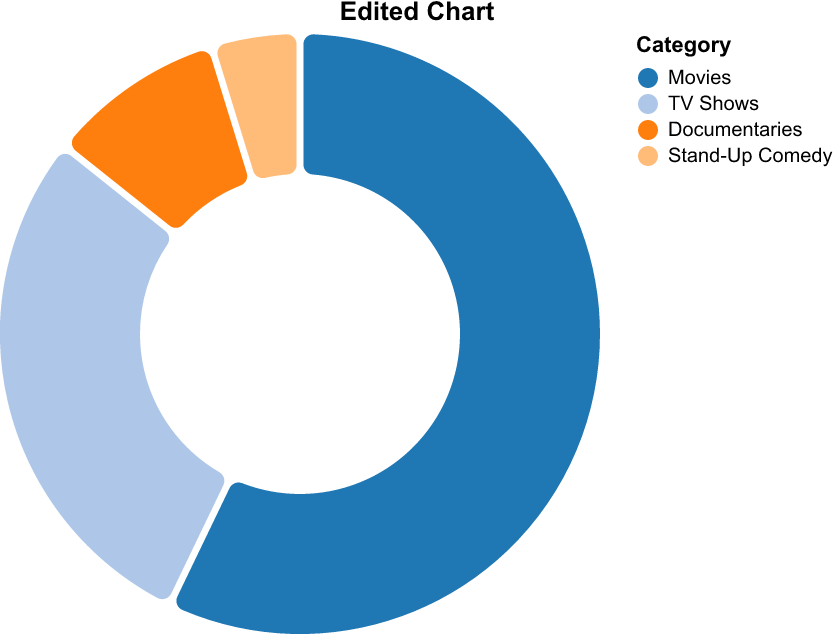 Edited Chart
Category
Movies
TV Shows
Documentaries
Stand-Up Comedy